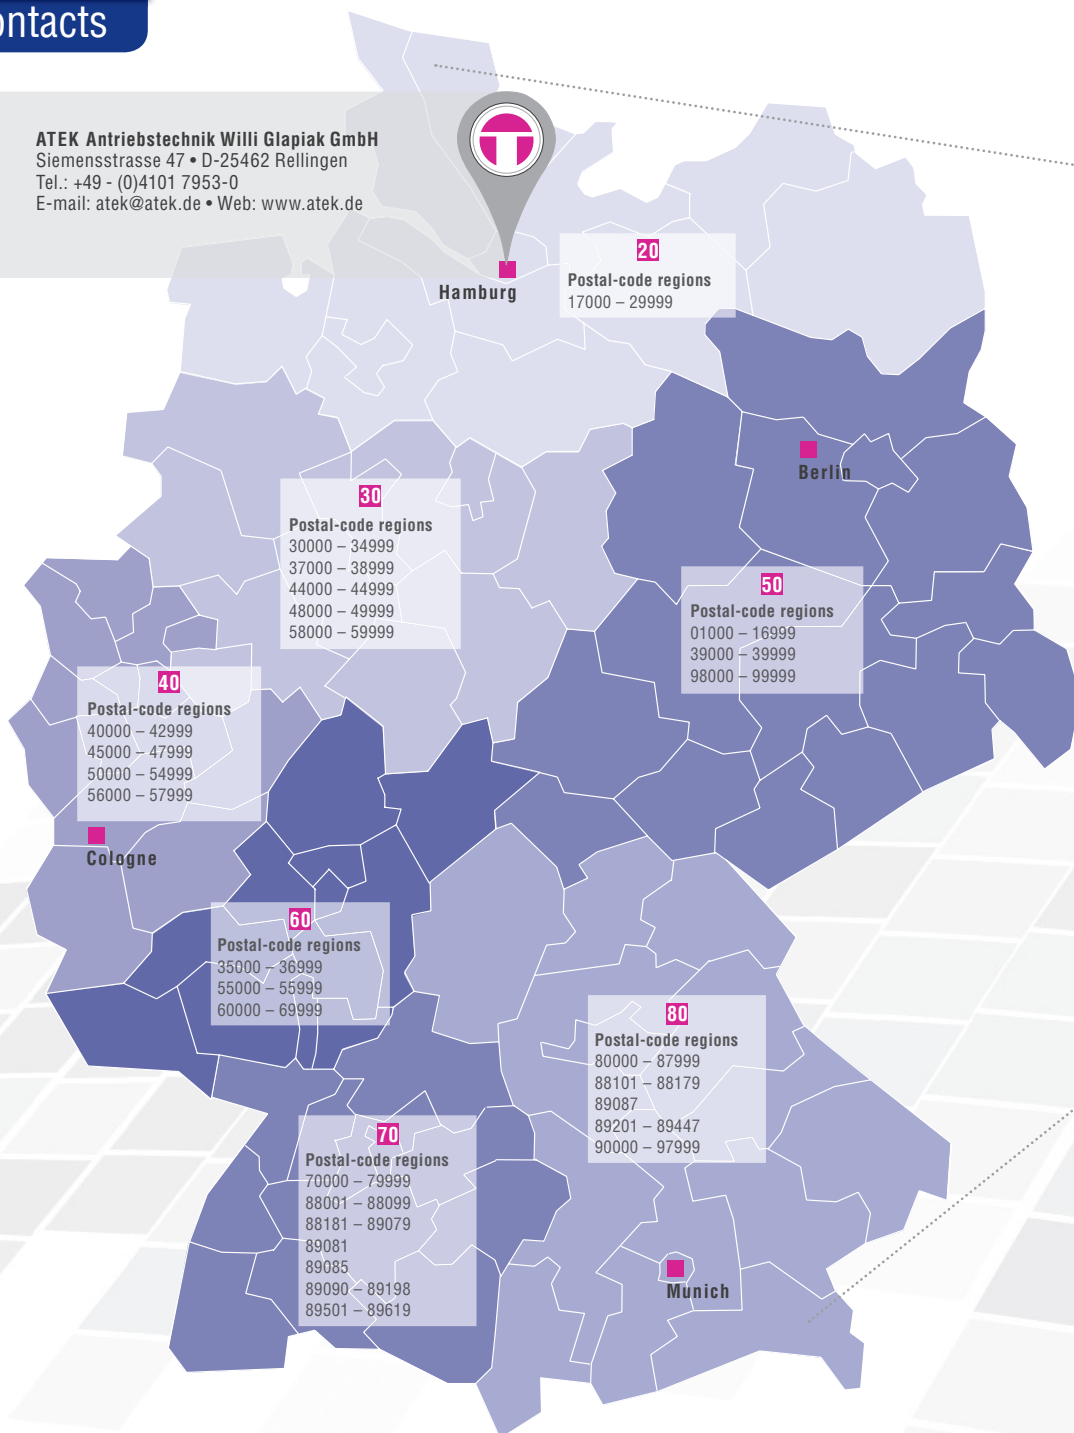 ontacts
ATEK Antriebstechnik Willi Glapiak GmbH
Siemensstrasse 47 • D-25462 Rellingen
Tel.: +49 - (0)4101 7953-0
E-mail: atek@atek.de • Web: www.atek.de
Hamburg
20
Postal-code regions
17000 – 29999
Berlin
30
Postal-code regions
30000 – 34999
37000 – 38999
44000 – 44999
48000 – 49999
58000 – 59999
50
Postal-code regions
01000 – 16999
39000 – 39999
98000 – 99999
40
Postal-code regions
40000 – 42999
45000 – 47999
50000 – 54999
56000 – 57999
Cologne
60
Postal-code regions
35000 – 36999
55000 – 55999
60000 – 69999
80
Postal-code regions
80000 – 87999
88101 – 88179
89087
89201 – 89447
90000 – 97999
70
Postal-code regions
70000 – 79999
88001 – 88099
88181 – 89079
89081
89085
89090 – 89198
89501 – 89619
Munich